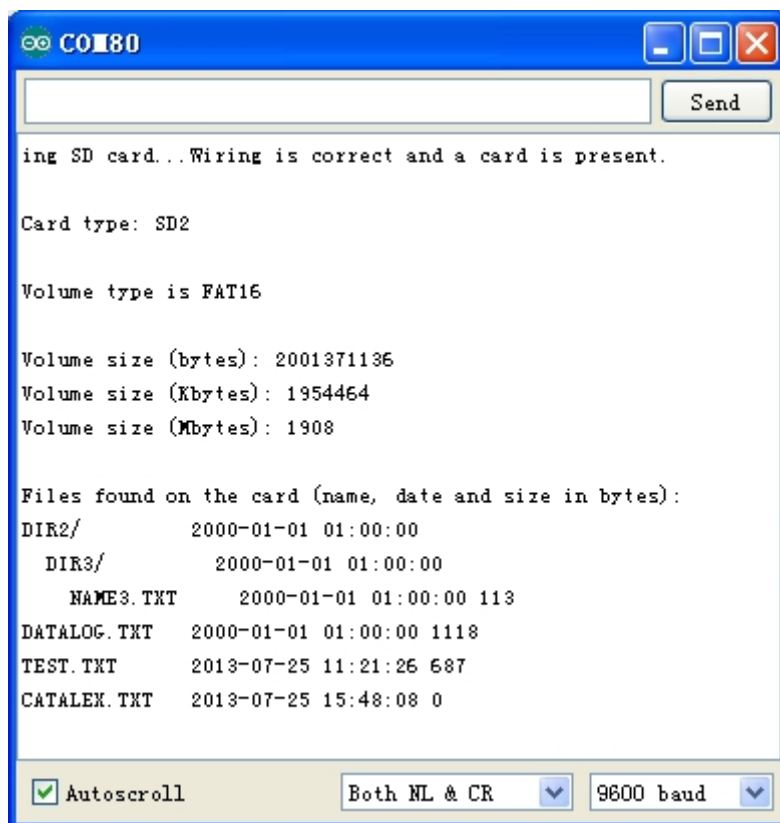 COM80
Send
ing SD card...Wiring is correct and a card is present.
Card type: SD2
Volume type is FAT16
Volume size (bytes): 2001371136
Volume size (Kbytes): 1954464
Volume size (Mbytes): 1908
Files found on the card (name, date and size in bytes):
DIR2/ 2000-01-01 01:00:00
DIR3/ 2000-01-01 01:00:00
NAME3.TXT 2000-01-01 01:00:00 113
DATALOG.TXT 2000-01-01 01:00:00 1118
TEST.TXT 2013-07-25 11:21:26 687
CATALEX.TXT 2013-07-25 15:48:08 0
Autoscroll Both NL & CR 9600 baud